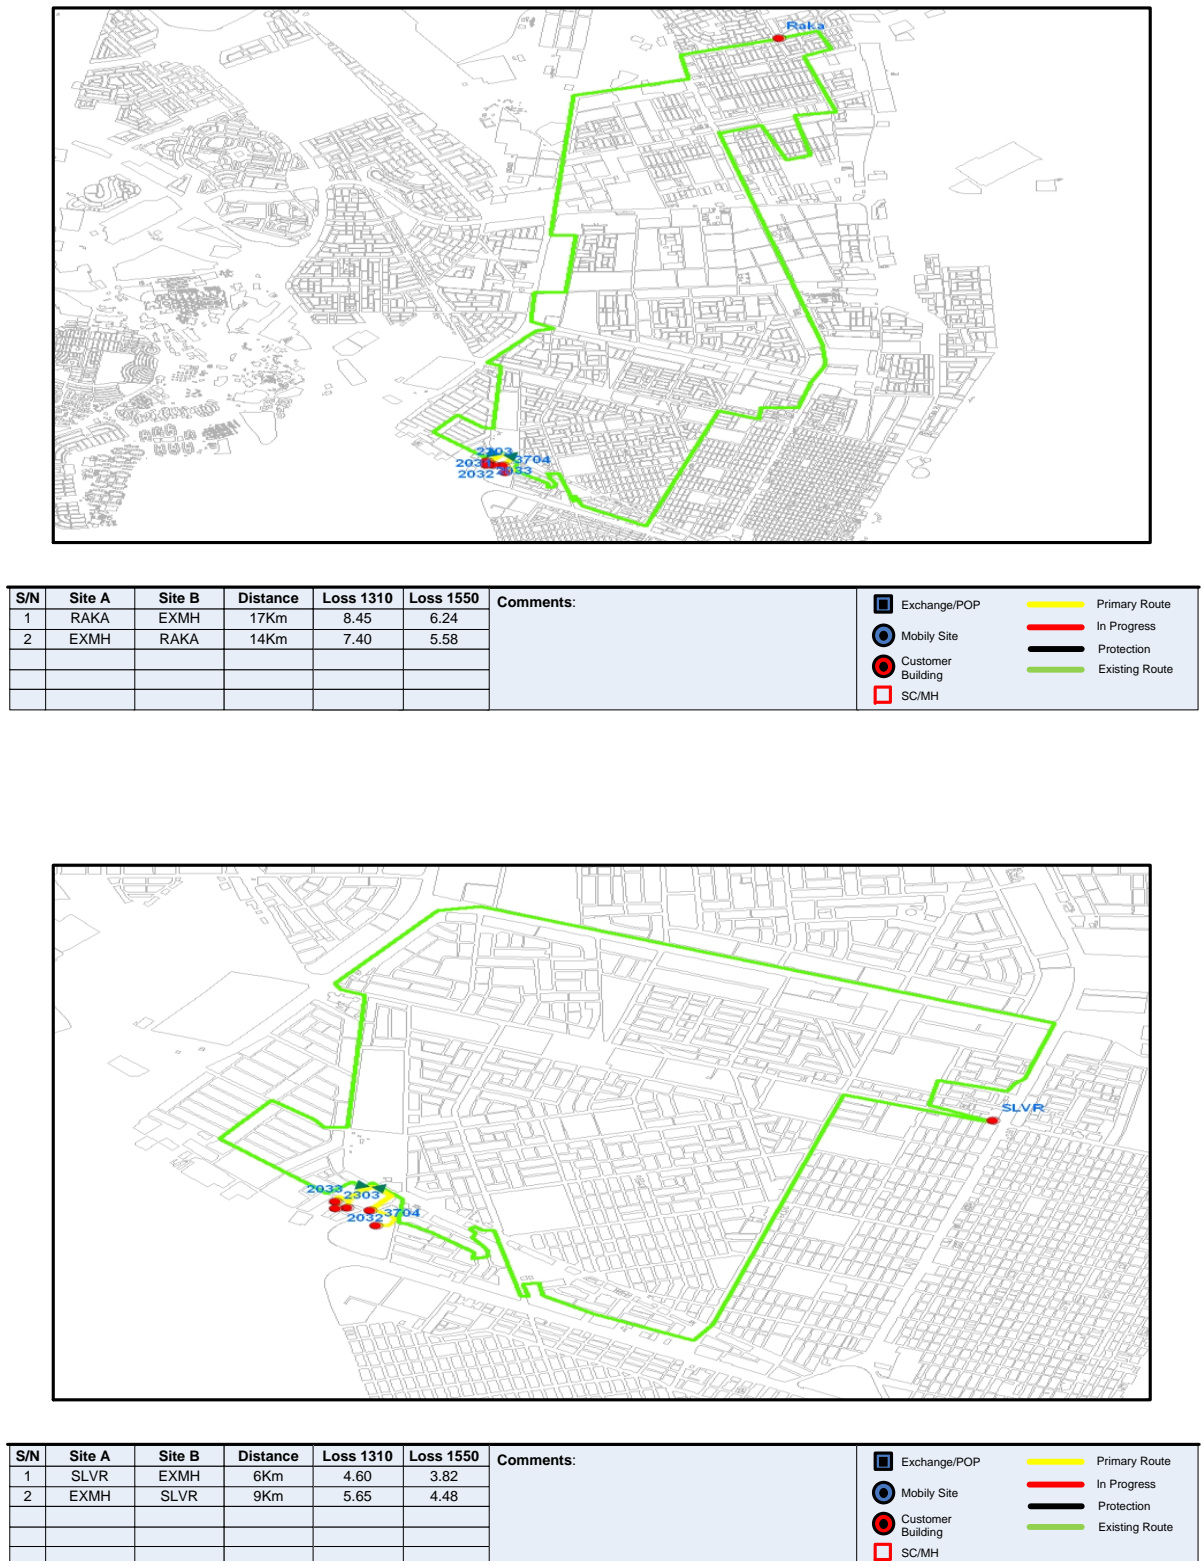 Raka
2303
3704
2031
2033
2032
S/N Site A Site B Distance Loss 1310 Loss 1550 Comments:
1 RAKA EXMH 17Km 8.45 6.24
2 EXMH RAKA 14Km 7.40 5.58
Exchange/POP Primary Route
Mobily Site In Progress
Customer Building Protection
SC/MH Existing Route
SLVR
2033
2303
2032 3704
S/N Site A Site B Distance Loss 1310 Loss 1550 Comments:
1 SLVR EXMH 6Km 4.60 3.82
2 EXMH SLVR 9Km 5.65 4.48
Exchange/POP Primary Route
Mobily Site In Progress
Customer Building Protection
SC/MH Existing Route